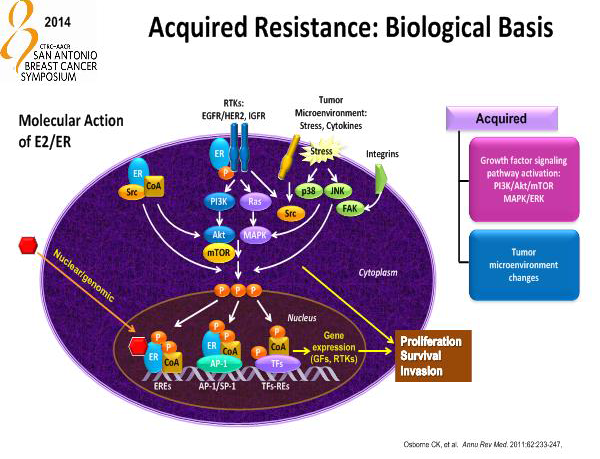 2014
CTRC-AACR
SAN ANTONIO
BREAST CANCER
SYMPOSIUM
Acquired Resistance: Biological Basis
Molecular Action
of E2/ER
RTKs:
EGFR/HER2, IGFR
Tumor
Microenvironment:
Stress, Cytokines
Integrins
Stress
ER
P
ER
CoA
Src
PI3K
Ras
Src
p38
JNK
FAK
Akt
MAPK
mTOR
Cytoplasm
Nuclear/genomic
P P P
Nucleus
P
ER
P
CoA
EREs
P
P
ER
CoA
AP-1
AP-1/SP-1
P
CoA
P
TFs
TFs-REs
Gene
expression
(GFs, RTKs)
Proliferation
Survival
Invasion
Acquired
Growth factor signaling
pathway activation:
PI3K/Akt/mTOR
MAPK/ERK
Tumor
microenvironment
changes
Osborne CK, et al. Annu Rev Med. 2011:62:233-247,